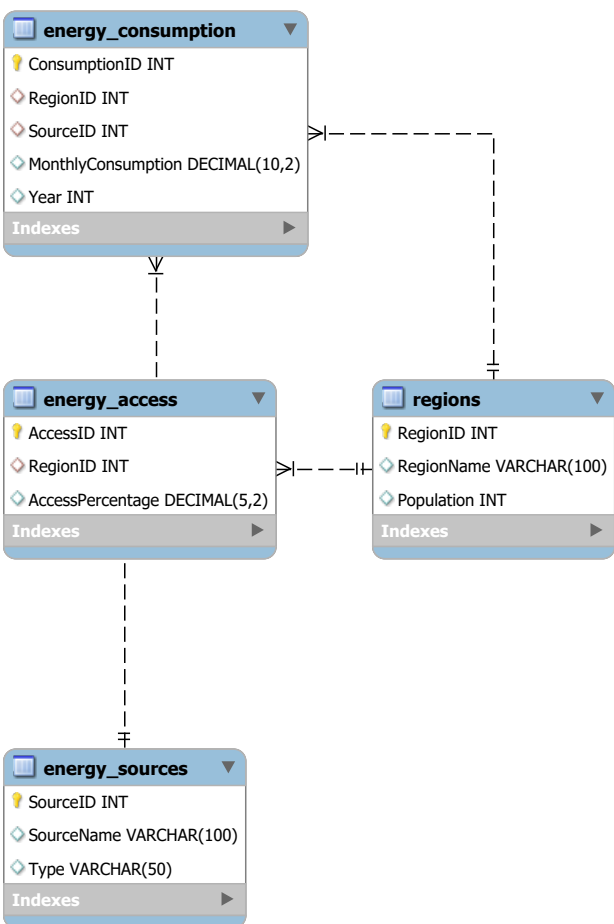 energy_consumption
ConsumptionID INT
RegionID INT
SourceID INT
MonthlyConsumption DECIMAL(10,2)
Year INT
Indexes
energy_access
AccessID INT
RegionID INT
AccessPercentage DECIMAL(5,2)
Indexes
regions
RegionID INT
RegionName VARCHAR(100)
Population INT
Indexes
energy_sources
SourceID INT
SourceName VARCHAR(100)
Type VARCHAR(50)
Indexes